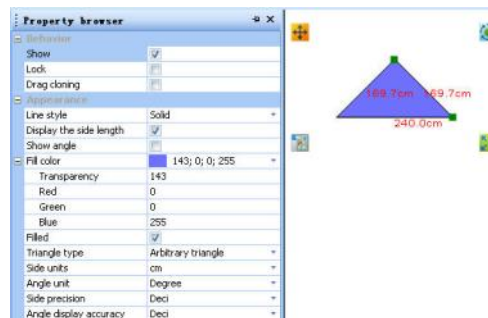 Property browser
Behavior
Show
Lock
Drag cloning
Appearance
Line style Solid
Display the side length
Show angle
Fill color 143; 0; 0; 255
Transparency 143
Red 0
Green 0
Blue 255
Filled
Triangle type Arbitrary triangle
Side units cm
Angle unit Degree
Side precision Deci
Angle display accuracy Deci
169.7cm 169.7cm
240.0cm